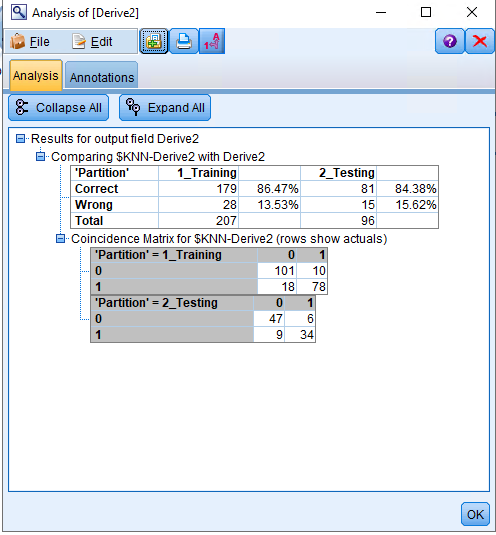 Analysis of [Derive2]
File Edit
Analysis Annotations
Collapse All Expand All
Results for output field Derive2
Comparing $KNN-Derive2 with Derive2
'Partition' 1_Training 2_Testing
Correct 179 86.47% 81 84.38%
Wrong 28 13.53% 15 15.62%
Total 207 96
Coincidence Matrix for $KNN-Derive2 (rows show actuals)
'Partition' = 1_Training 0 1
0 101 10
1 18 78
'Partition' = 2_Testing 0 1
0 47 6
1 9 34
OK